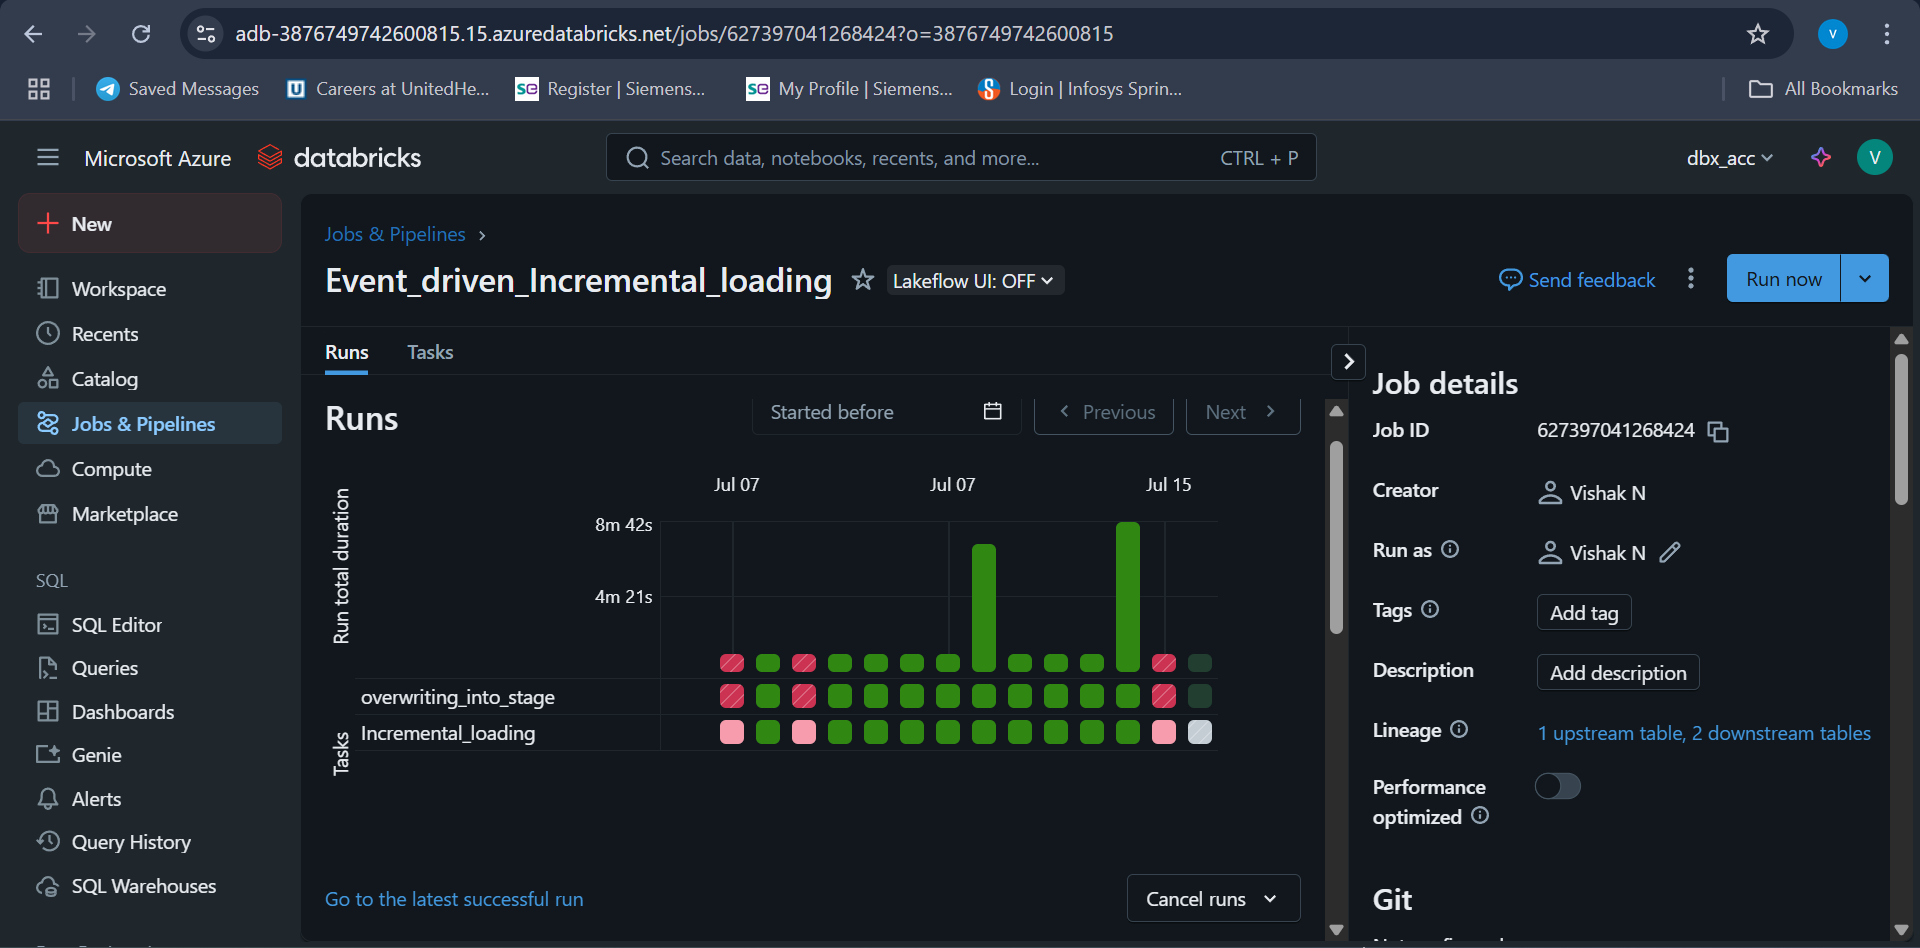 adb-3876749742600815.15.azuredatabricks.net/jobs/627397041268424?o=3876749742600815
V
Saved Messages
Careers at UnitedHe...
Register | Siemens...
My Profile | Siemens...
Login | Infosys Sprin...
All Bookmarks
Microsoft Azure
databricks
Search data, notebooks, recents, and more...
CTRL + P
dbx_acc
V
New
Workspace
Recents
Catalog
Jobs & Pipelines
Compute
Marketplace
SQL
SQL Editor
Queries
Dashboards
Genie
Alerts
Query History
SQL Warehouses
Jobs & Pipelines
Event_driven_Incremental_loading
Lakeflow UI: OFF
Send feedback
Run now
Runs
Tasks
Runs
Started before
Previous
Next
Jul 07
Jul 07
Jul 15
Run total duration
8m 42s
4m 21s
Tasks
overwriting_into_stage
Incremental_loading
Go to the latest successful run
Cancel runs
Job details
Job ID
627397041268424
Creator
Vishak N
Run as
Vishak N
Tags
Add tag
Description
Add description
Lineage
1 upstream table, 2 downstream tables
Performance
optimized
Git